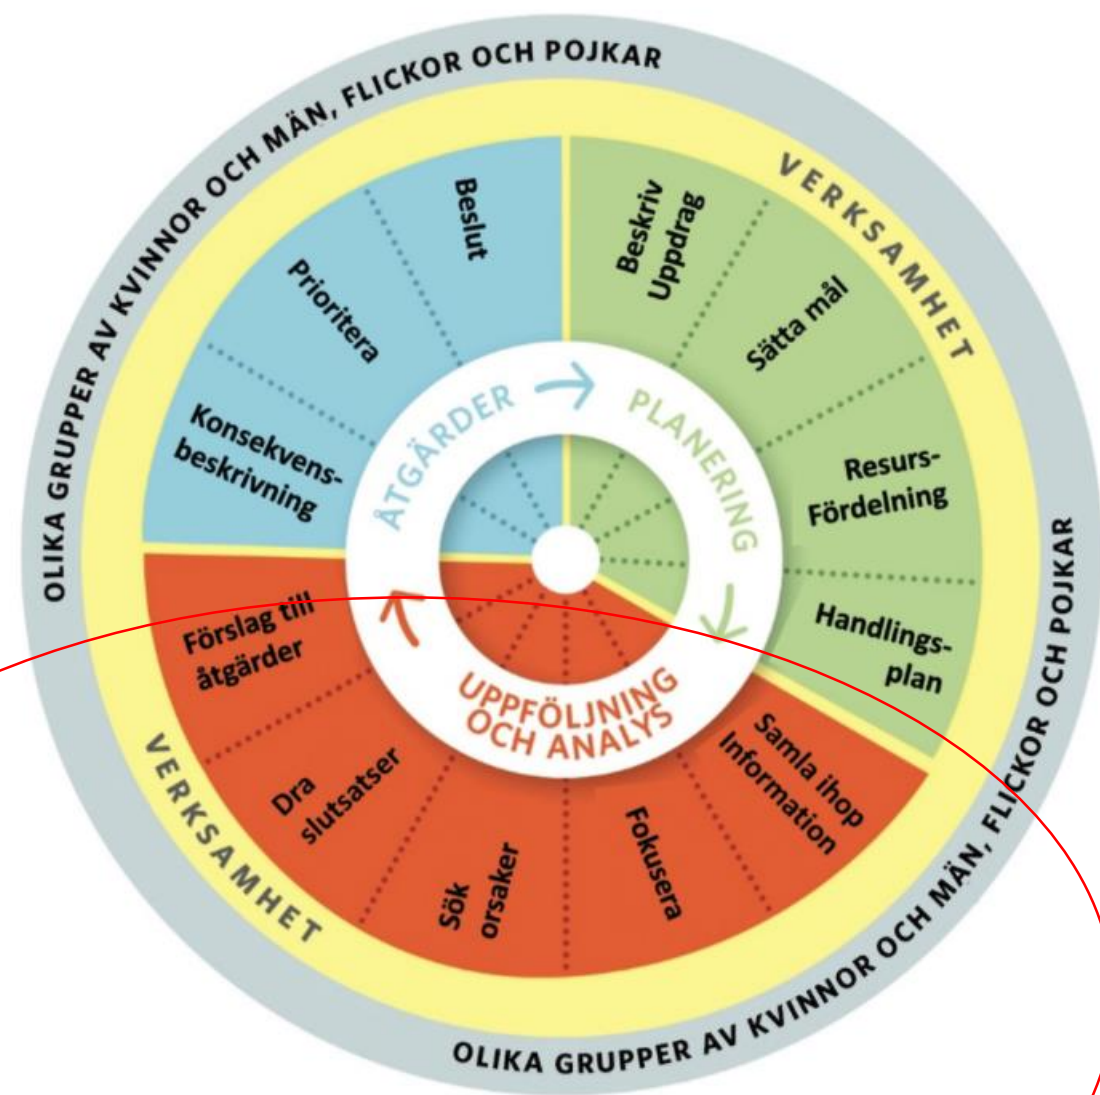 OLIKA GRUPPER AV KVINNOR OCH MÄN, FLICKOR OCH POJKAR
VERKSAMHET
Beslut
Beskriv
Uppdrag
Prioritera
Sätta mål
Konsekvens-
beskrivning
Resurs-
Fördelning
ÅTGÄRDER
PLANERING
Förslag till
åtgärder
Handlings-
plan
UPPFÖLJNING
OCH ANALYS
Samla ihop
Information
Dra
slutsatser
Sök
orsaker
Fokusera
VERKSAMHET
OLIKA GRUPPER AV KVINNOR OCH MÄN, FLICKOR OCH POJKAR